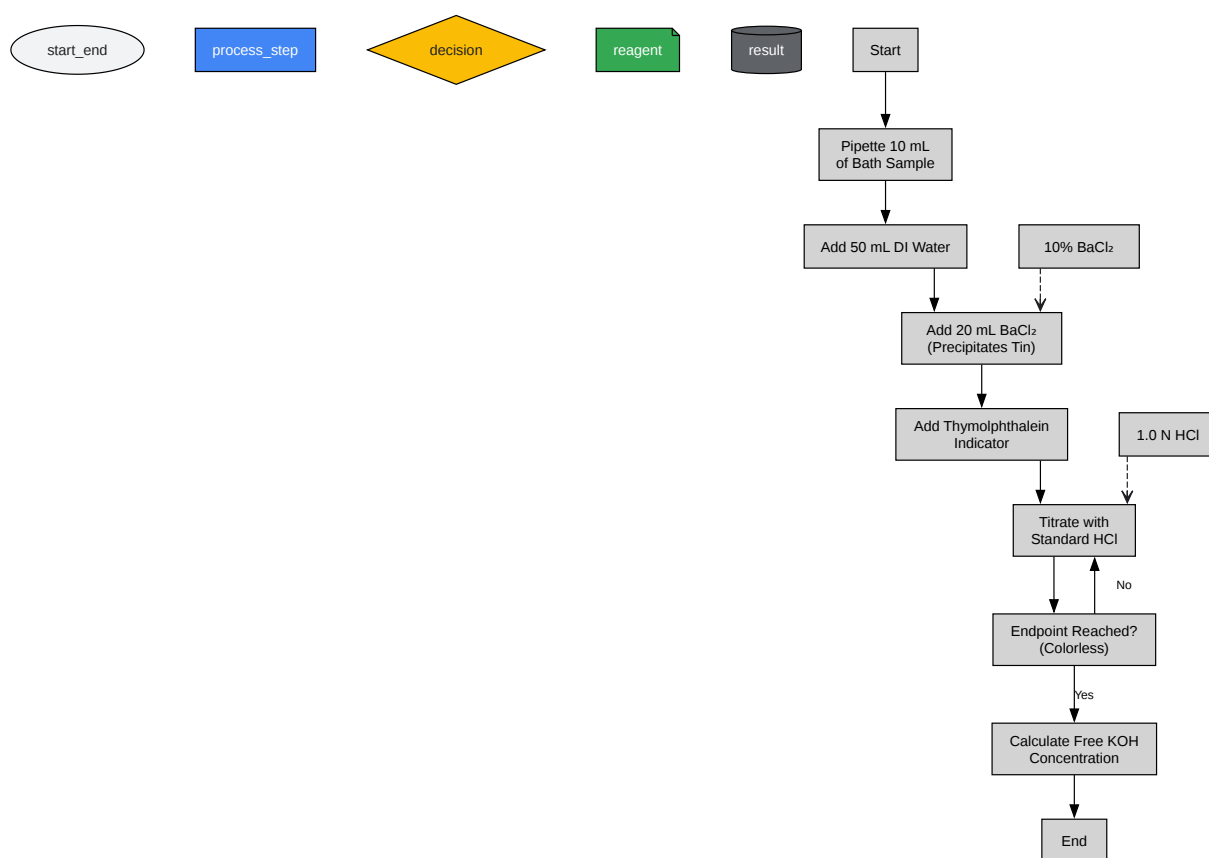 start_end
process_step
decision
reagent
result
Start
Pipette 10 mL
of Bath Sample
Add 50 mL DI Water
10% BaCl₂
Add 20 mL BaCl₂
(Precipitates Tin)
Add Thymolphthalein
Indicator
1.0 N HCl
Titrate with
Standard HCl
No
Endpoint Reached?
(Colorless)
Yes
Calculate Free KOH
Concentration
End